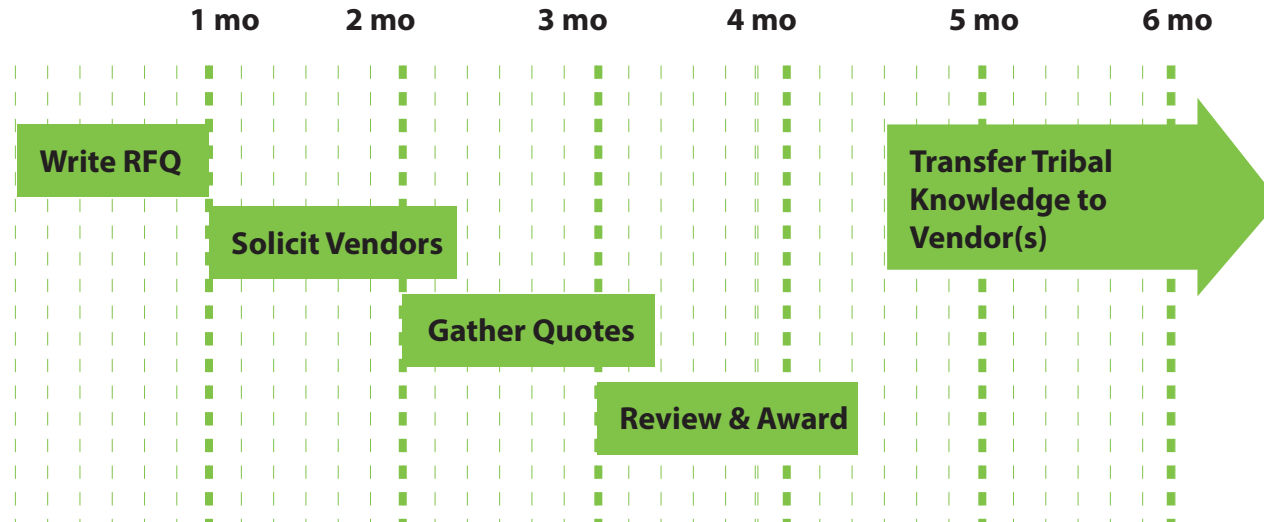 1 mo 2 mo 3 mo 4 mo 5 mo 6 mo
Write RFQ
Transfer Tribal
Knowledge to
Vendor(s)
Solicit Vendors
Gather Quotes
Review & Award